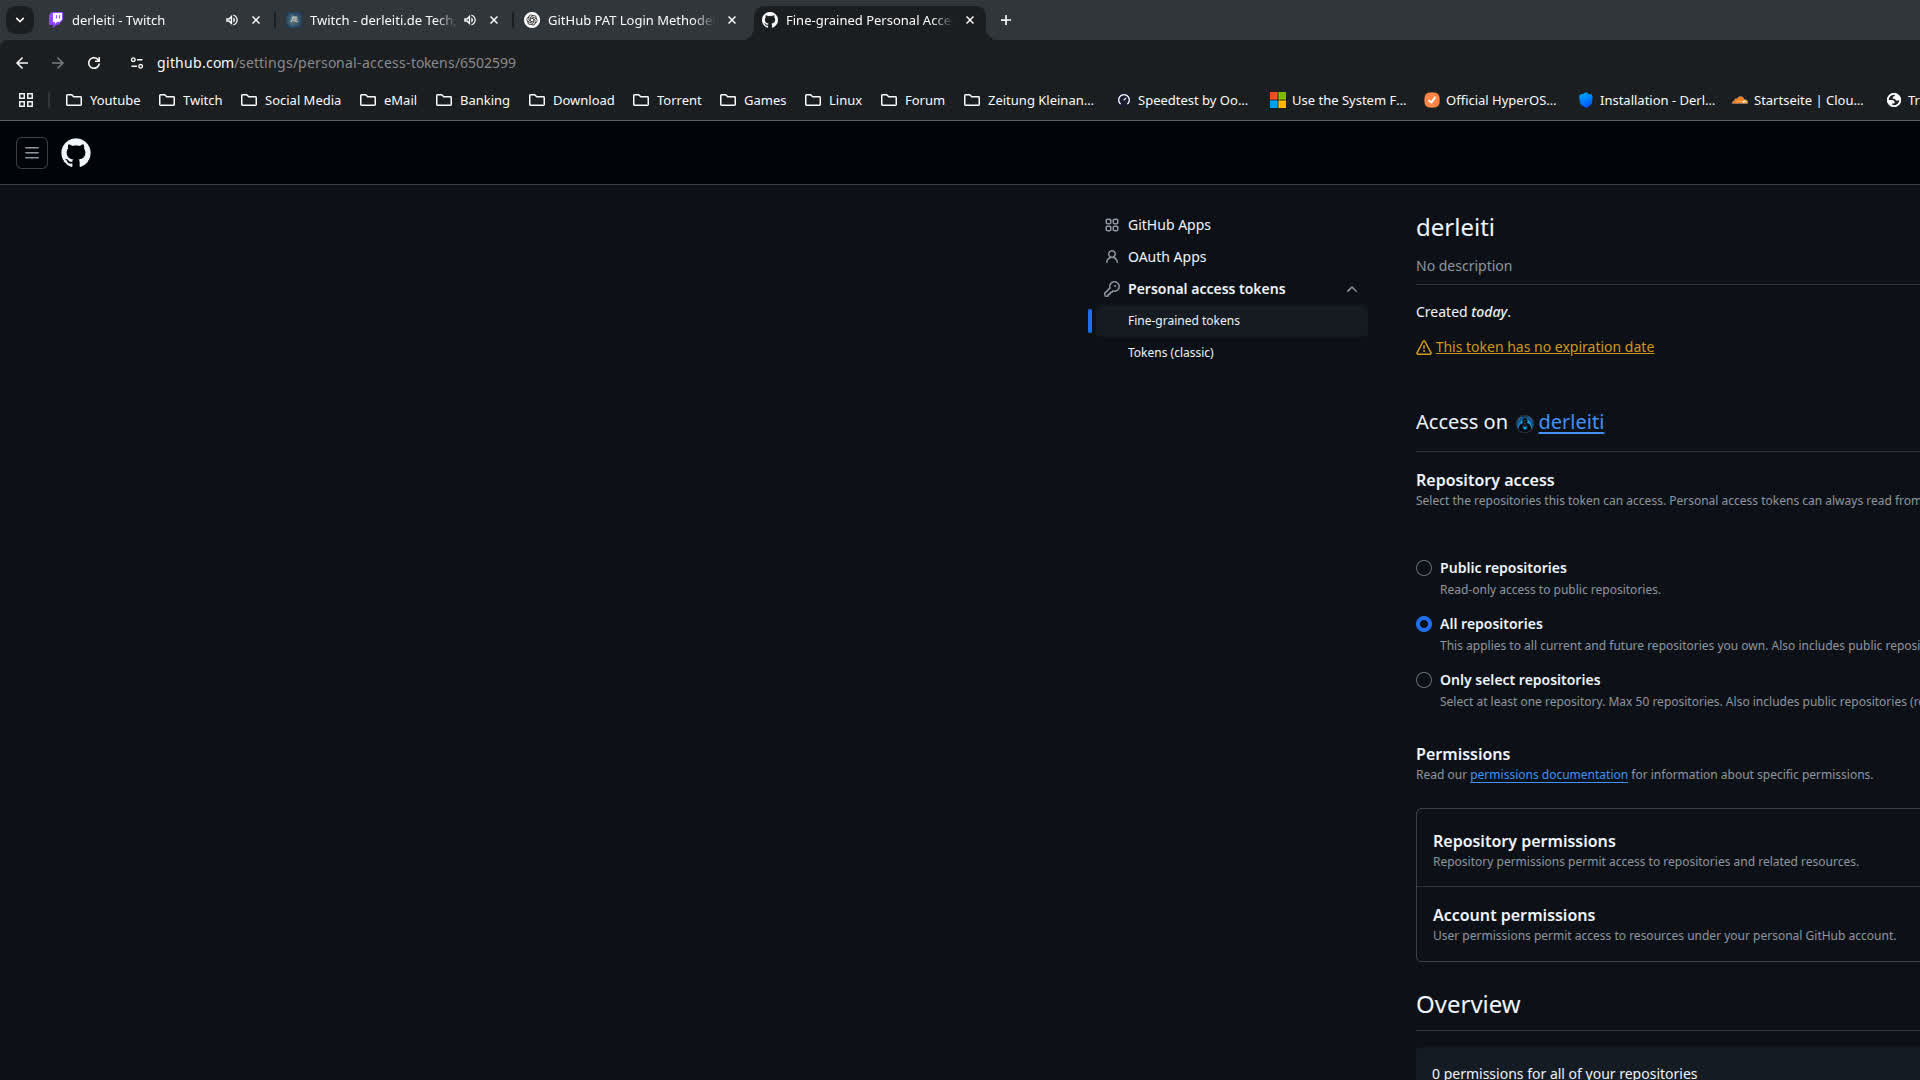 derleiti - Twitch
Twitch - derleiti.de Tech
GitHub PAT Login Methode
Fine-grained Personal Acce
github.com/settings/personal-access-tokens/6502599
Youtube
Twitch
Social Media
eMail
Banking
Download
Torrent
Games
Linux
Forum
Zeitung Kleinan...
Speedtest by Oo...
Use the System F...
Official HyperOS...
Installation - Derl...
Startseite | Clou...
Tr
GitHub Apps
OAuth Apps
Personal access tokens
Fine-grained tokens
Tokens (classic)
derleiti
No description
Created today.
This token has no expiration date
Access on derleiti
Repository access
Select the repositories this token can access. Personal access tokens can always read from
Public repositories
Read-only access to public repositories.
All repositories
This applies to all current and future repositories you own. Also includes public reposi
Only select repositories
Select at least one repository. Max 50 repositories. Also includes public repositories (re
Permissions
Read our permissions documentation for information about specific permissions.
Repository permissions
Repository permissions permit access to repositories and related resources.
Account permissions
User permissions permit access to resources under your personal GitHub account.
Overview
0 permissions for all of your repositories